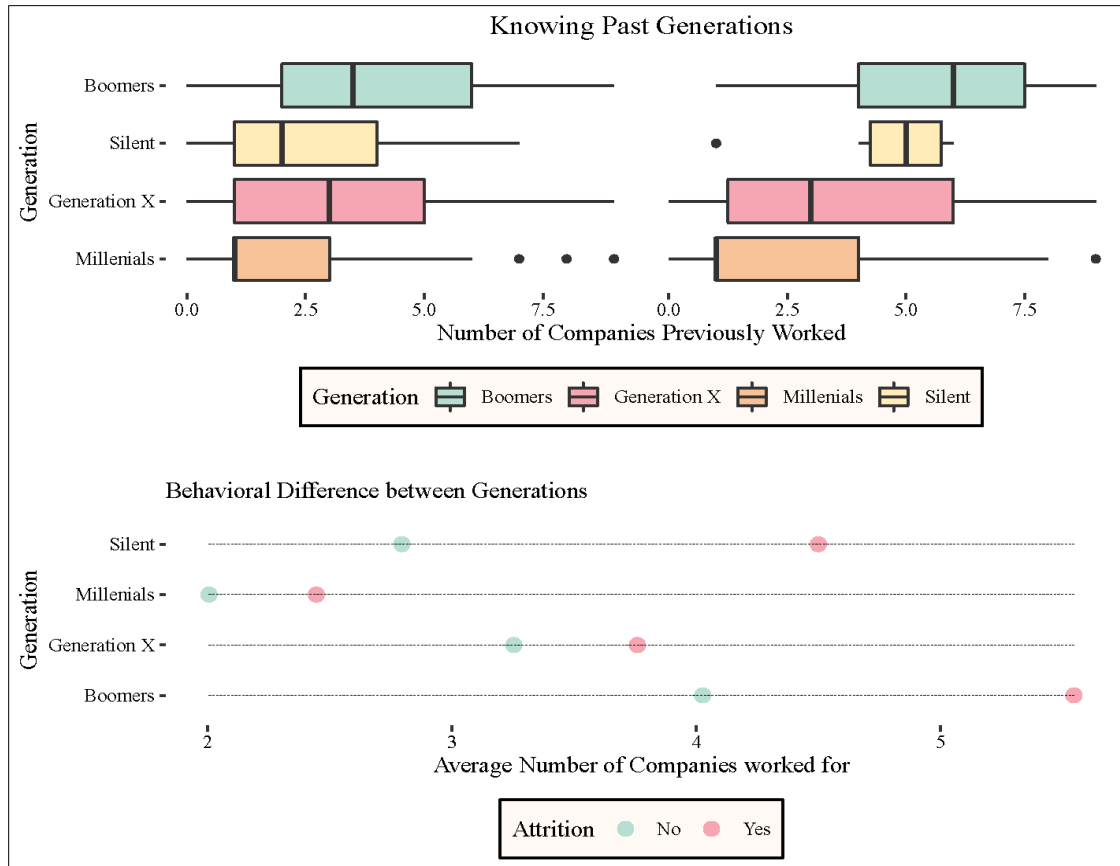 Knowing Past Generations
Generation
Boomers
Silent
Generation X
Millenials
0.0 2.5 5.0 7.5 0.0 2.5 5.0 7.5
Number of Companies Previously Worked
Generation Boomers Generation X Millenials Silent
Behavioral Difference between Generations
Generation
Silent
Millenials
Generation X
Boomers
2 3 4 5
Average Number of Companies worked for
Attrition No Yes